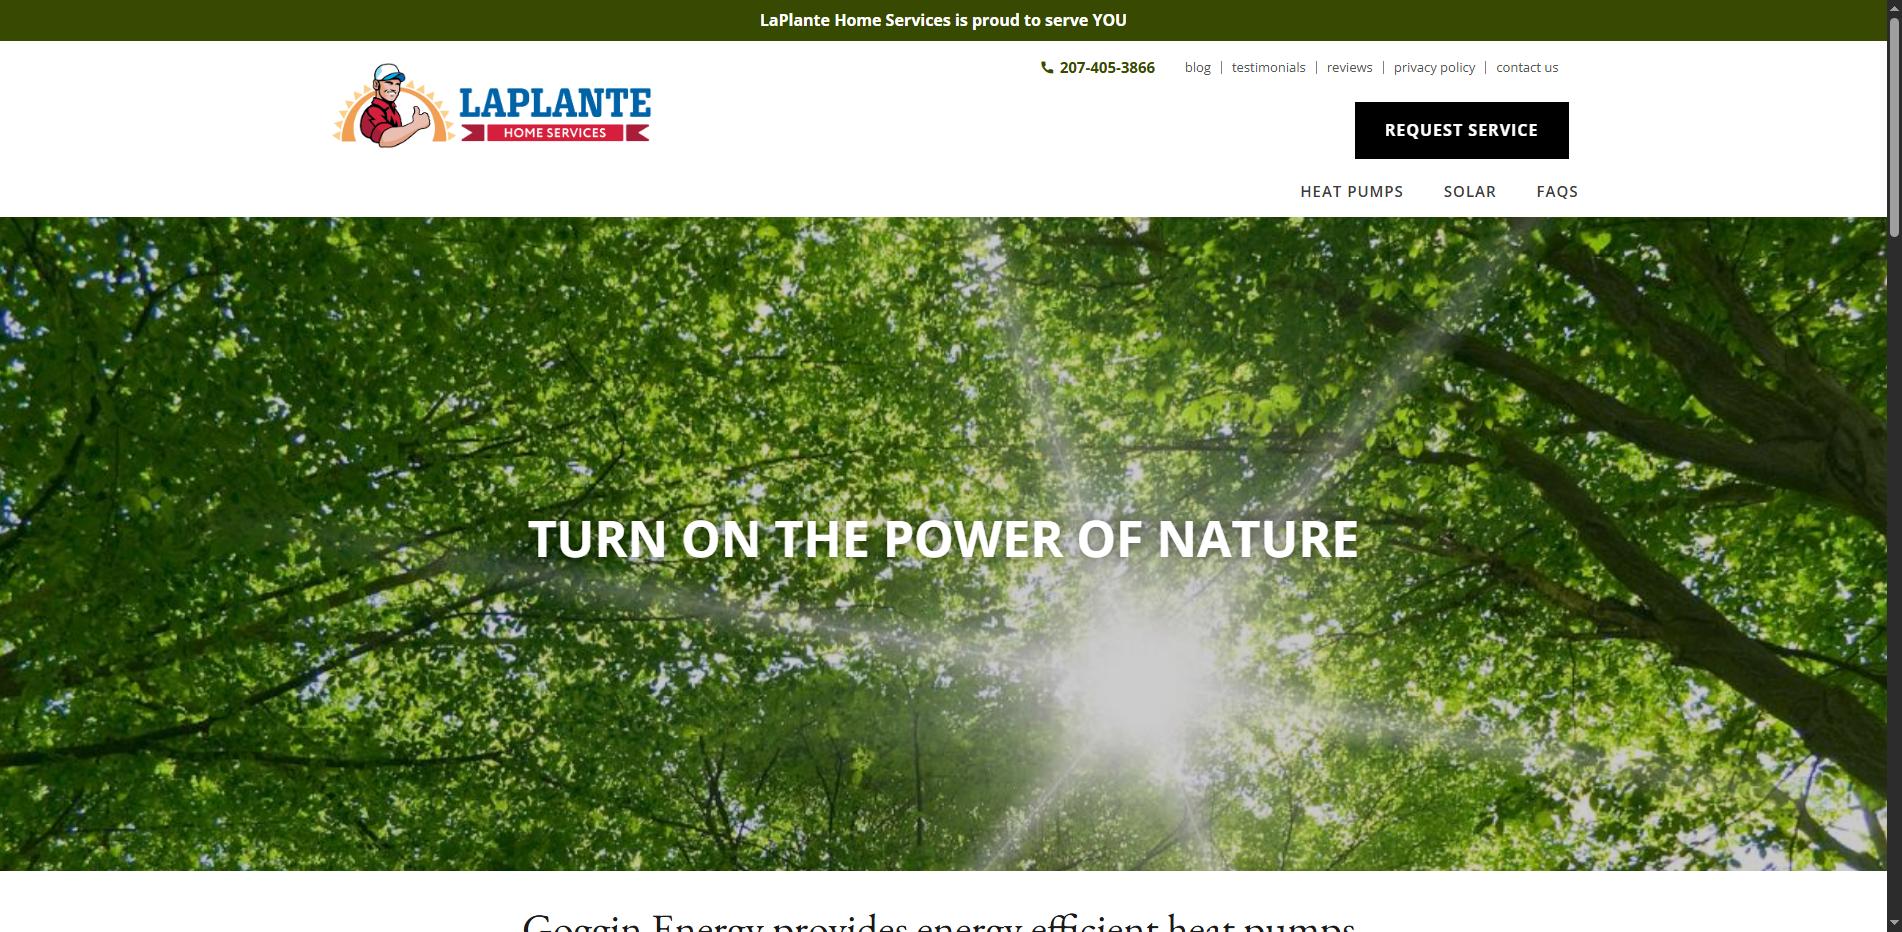 LaPlante Home Services is proud to serve YOU
207-405-3866
blog | testimonials | reviews | privacy policy | contact us
LAPLANTE
HOME SERVICES
REQUEST SERVICE
HEAT PUMPS SOLAR FAQS
TURN ON THE POWER OF NATURE
Goggin Energy provides energy efficient heat pumps